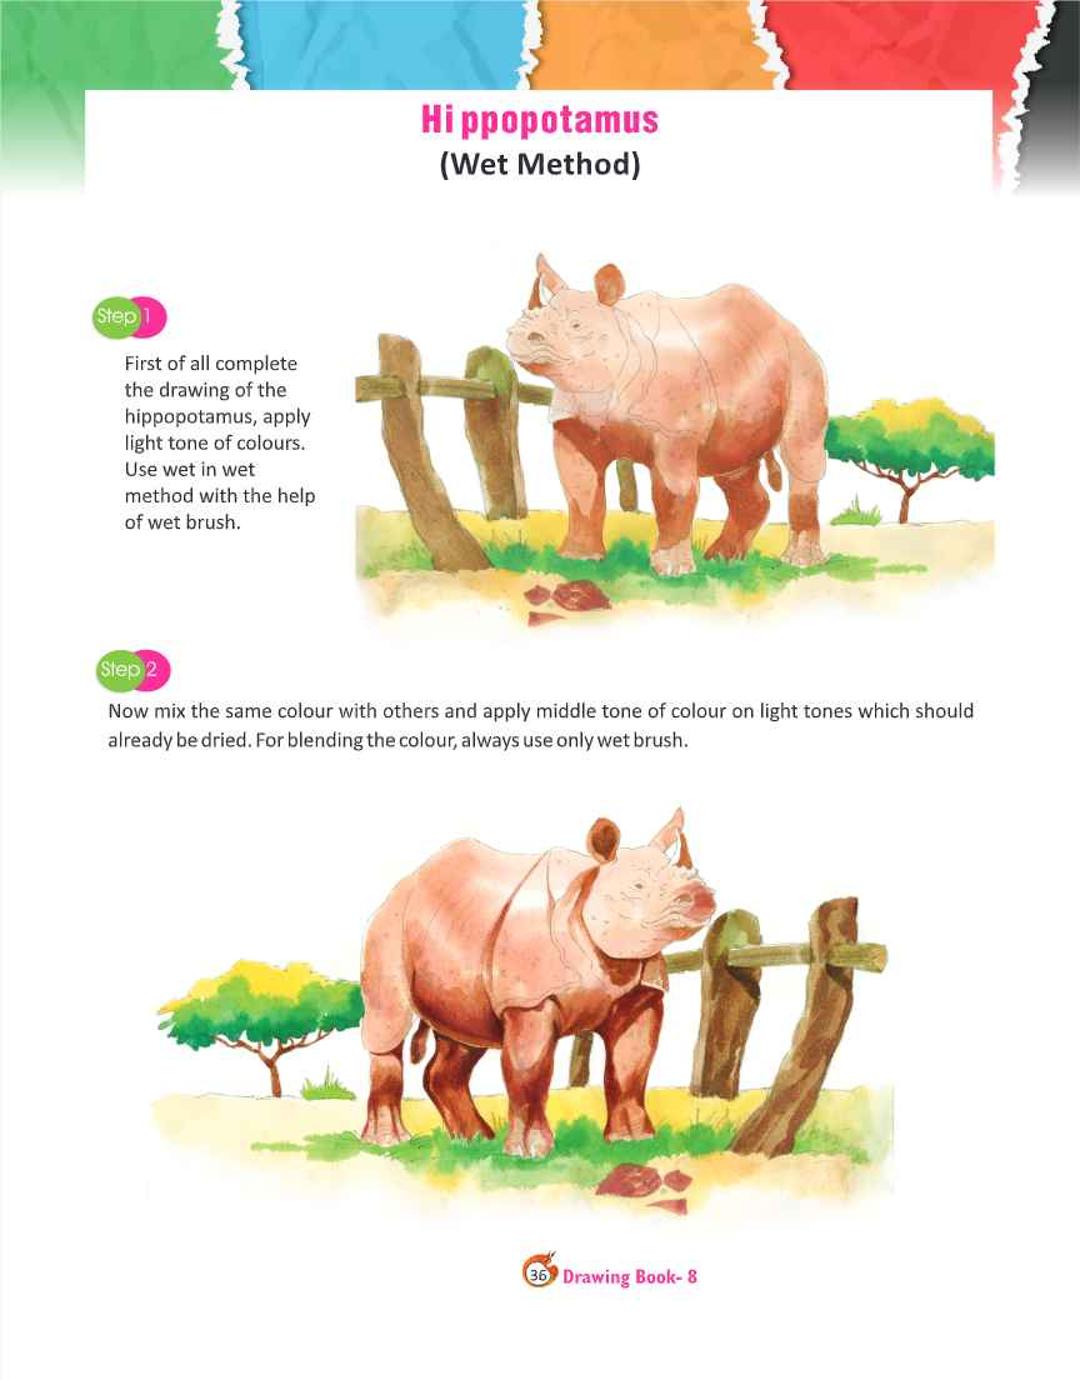 Hippopotamus
(Wet Method)
Step 1
First of all complete
the drawing of the
hippopotamus, apply
light tone of colours.
Use wet in wet
method with the help
of wet brush.
Step 2
Now mix the same colour with others and apply middle tone of colour on light tones which should
already be dried. For blending the colour, always use only wet brush.
36 Drawing Book- 8